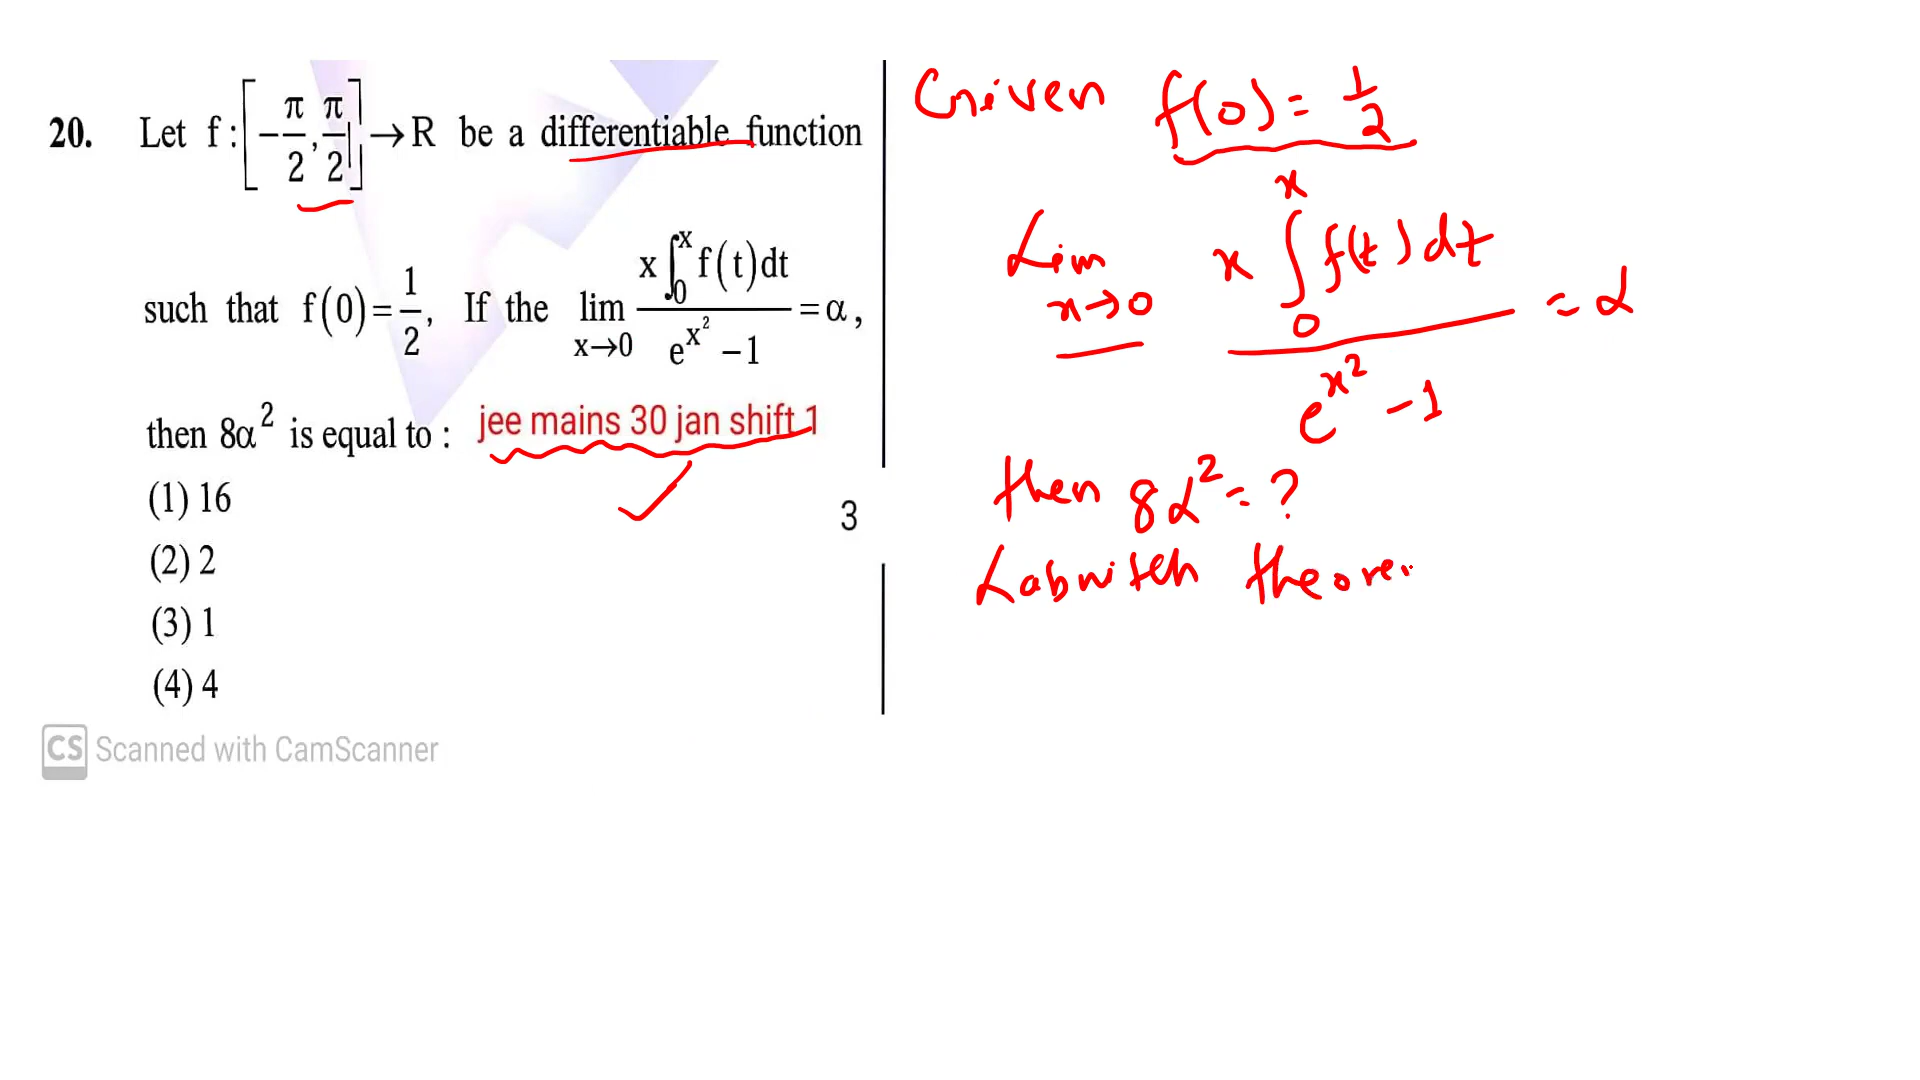 20. Let f : [-π/2, π/2] → R be a differentiable function
such that f(0) = 1/2, If the lim x→0 x∫₀ˣ f(t)dt / e^x² − 1 = α,
then 8α² is equal to : jee mains 30 jan shift 1
(1) 16
(2) 2
(3) 1
(4) 4
3
CS Scanned with CamScanner
Given f(0) = 1/2
Lim x→0 x∫₀ˣ f(t) dt / e^x² − 1 = α
then 8α² = ?
Labnitch theorem